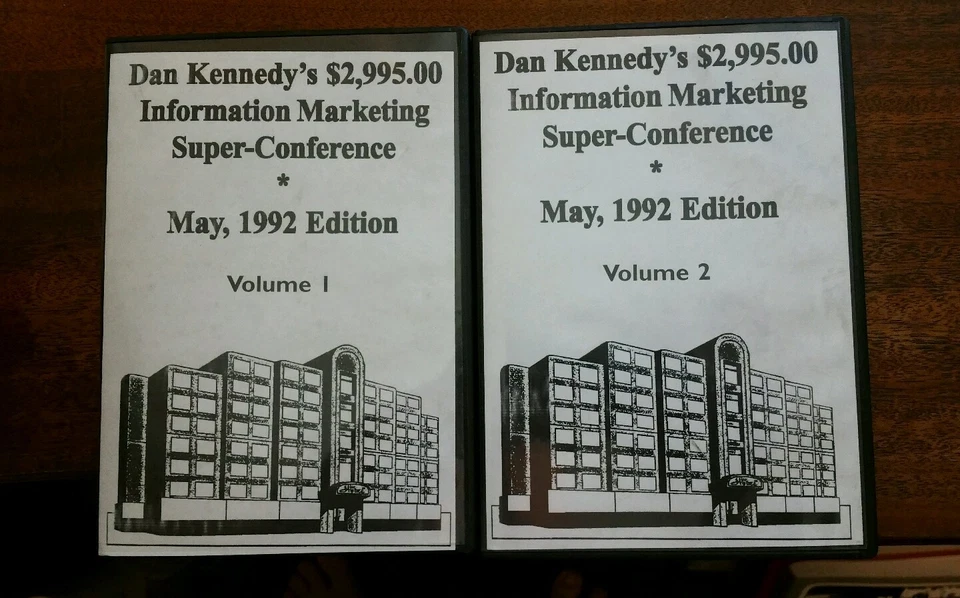 Dan Kennedy's $2,995.00
Information Marketing
Super-Conference
*
May, 1992 Edition
Volume 1
Dan Kennedy's $2,995.00
Information Marketing
Super-Conference
*
May, 1992 Edition
Volume 2